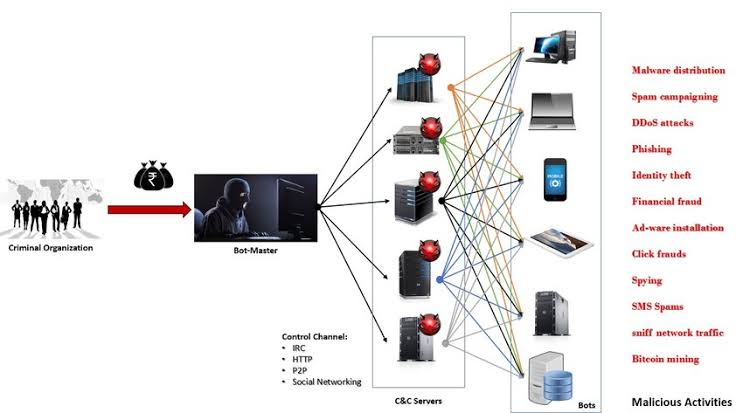 ₹
Criminal Organization
Bot-Master
Control Channel:
• IRC
• HTTP
• P2P
• Social Networking
C&C Servers
MOBILE
Bots
Malware distribution
Spam campaigning
DDoS attacks
Phishing
Identity theft
Financial fraud
Ad-ware installation
Click frauds
Spying
SMS Spams
sniff network traffic
Bitcoin mining
Malicious Activities